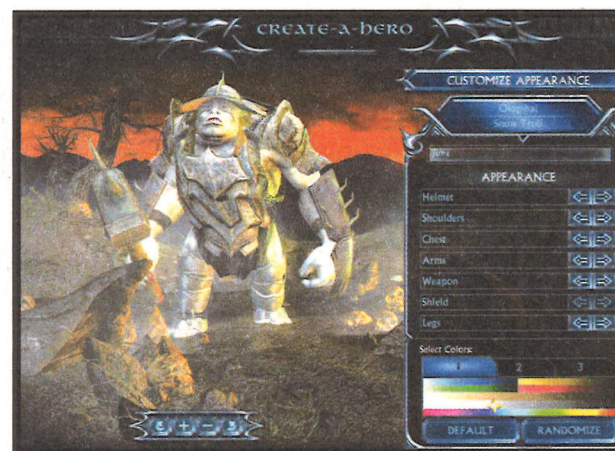 CREATE-A-HERO
CUSTOMIZE APPEARANCE
Snow Troll
APPEARANCE
Helmet
Shoulders
Chest
Arms
Weapon
Shield
Legs
Select Colors:
1 2 3
DEFAULT RANDOMIZE